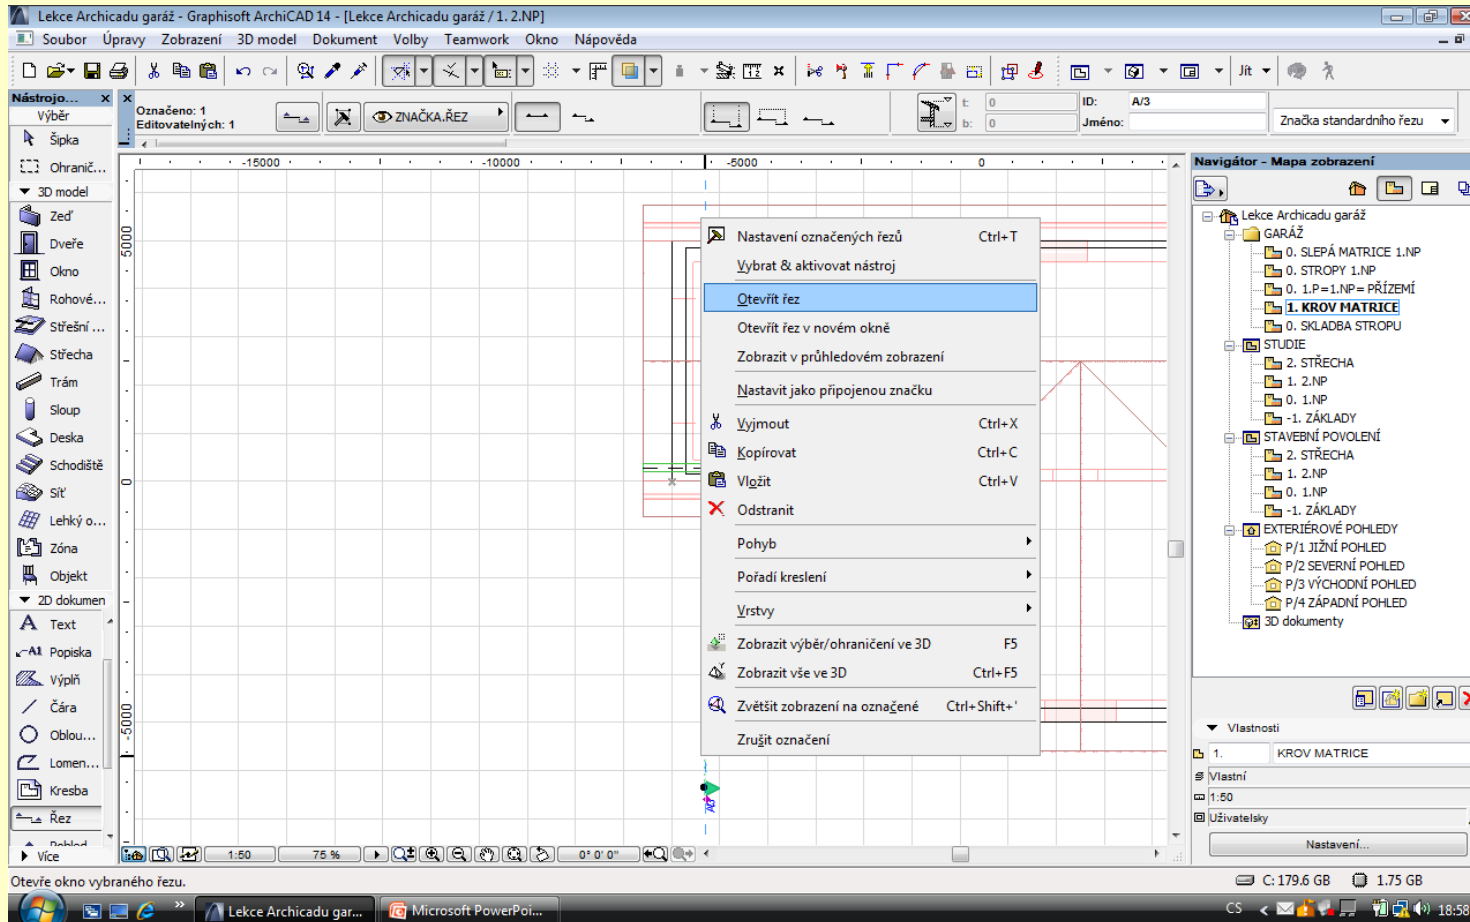 Lekce Archicadu garáž - Graphisoft ArchiCAD 14 - [Lekce Archicadu garáž / 1. 2.NP]
Soubor Úpravy Zobrazení 3D model Dokument Volby Teamwork Okno Nápověda
Jít
Nástrojo...
Výběr
Šipka
Ohranič...
3D model
Zeď
Dveře
Okno
Rohové...
Střešní ...
Střecha
Trám
Sloup
Deska
Schodiště
Síť
Lehký o...
Zóna
Objekt
2D dokumen
Text
A1 Popiska
Výplň
Čára
Oblou...
Lomen...
Kresba
Řez
Více
Označeno: 1
Editovatelných: 1
ZNAČKA.ŘEZ
t: 0
b: 0
ID: A/3
Jméno:
Značka standardního řezu
-15000 -10000 -5000 0
5000
0
-5000
Nastavení označených řezů Ctrl+T
Vybrat & aktivovat nástroj
Otevřít řez
Otevřít řez v novém okně
Zobrazit v průhledovém zobrazení
Nastavit jako připojenou značku
Vyjmout Ctrl+X
Kopírovat Ctrl+C
Vložit Ctrl+V
Odstranit
Pohyb
Pořadí kreslení
Vrstvy
Zobrazit výběr/ohraničení ve 3D F5
Zobrazit vše ve 3D Ctrl+F5
Zvětšit zobrazení na označené Ctrl+Shift+'
Zrušit označení
Navigátor - Mapa zobrazení
Lekce Archicadu garáž
GARÁŽ
0. SLEPÁ MATRICE 1.NP
0. STROPY 1.NP
0. 1.P=1.NP= PŘÍZEMÍ
1. KROV MATRICE
0. SKLADBA STROPU
STUDIE
2. STŘECHA
1. 2.NP
0. 1.NP
-1. ZÁKLADY
STAVEBNÍ POVOLENÍ
2. STŘECHA
1. 2.NP
0. 1.NP
-1. ZÁKLADY
EXTERIÉROVÉ POHLEDY
P/1 JIŽNÍ POHLED
P/2 SEVERNÍ POHLED
P/3 VÝCHODNÍ POHLED
P/4 ZÁPADNÍ POHLED
3D dokumenty
Vlastnosti
1. KROV MATRICE
Vlastní
1:50
Uživatelsky
Nastavení...
1:50 75 % 0° 0' 0"
Otevře okno vybraného řezu.
C: 179.6 GB 1.75 GB
Lekce Archicadu gar... Microsoft PowerPoi...
CS 18:58